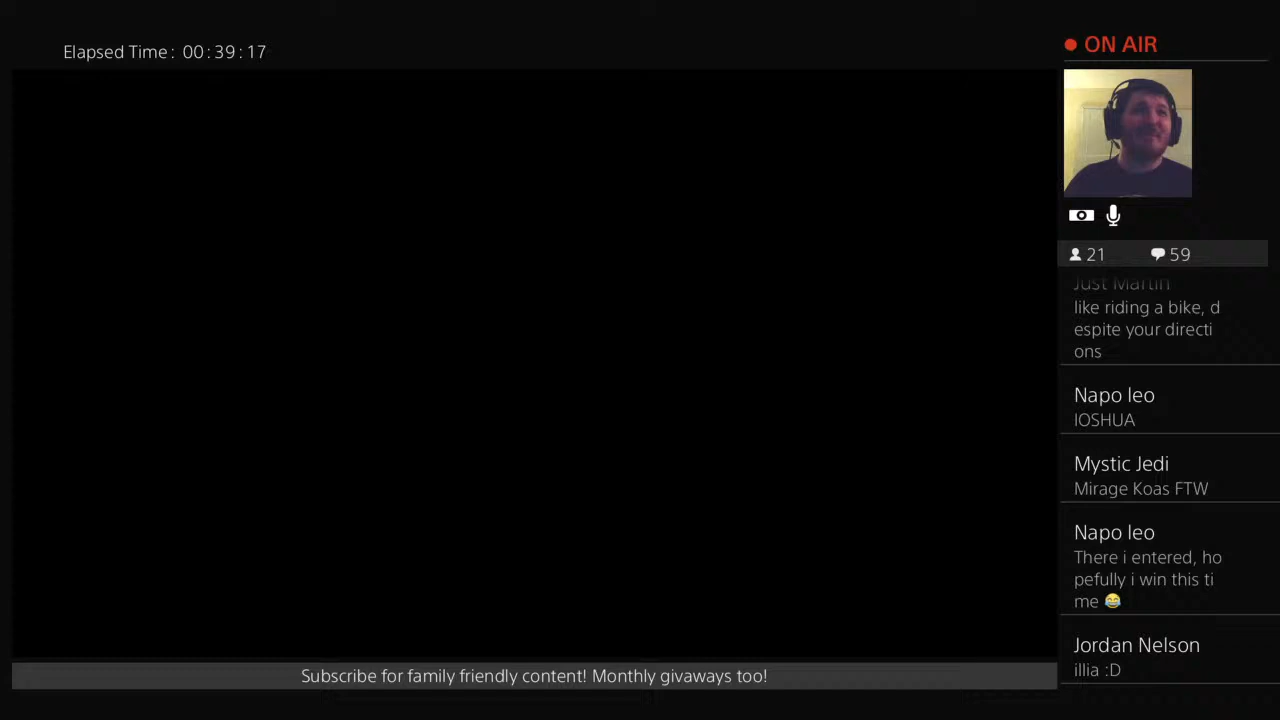 Elapsed Time: 00:39:17
ON AIR
21 59
Just Martin
like riding a bike, d
espite your directi
ons
Napo leo
IOSHUA
Mystic Jedi
Mirage Koas FTW
Napo leo
There i entered, ho
pefully i win this ti
me 😂
Jordan Nelson
illia :D
Subscribe for family friendly content! Monthly givaways too!